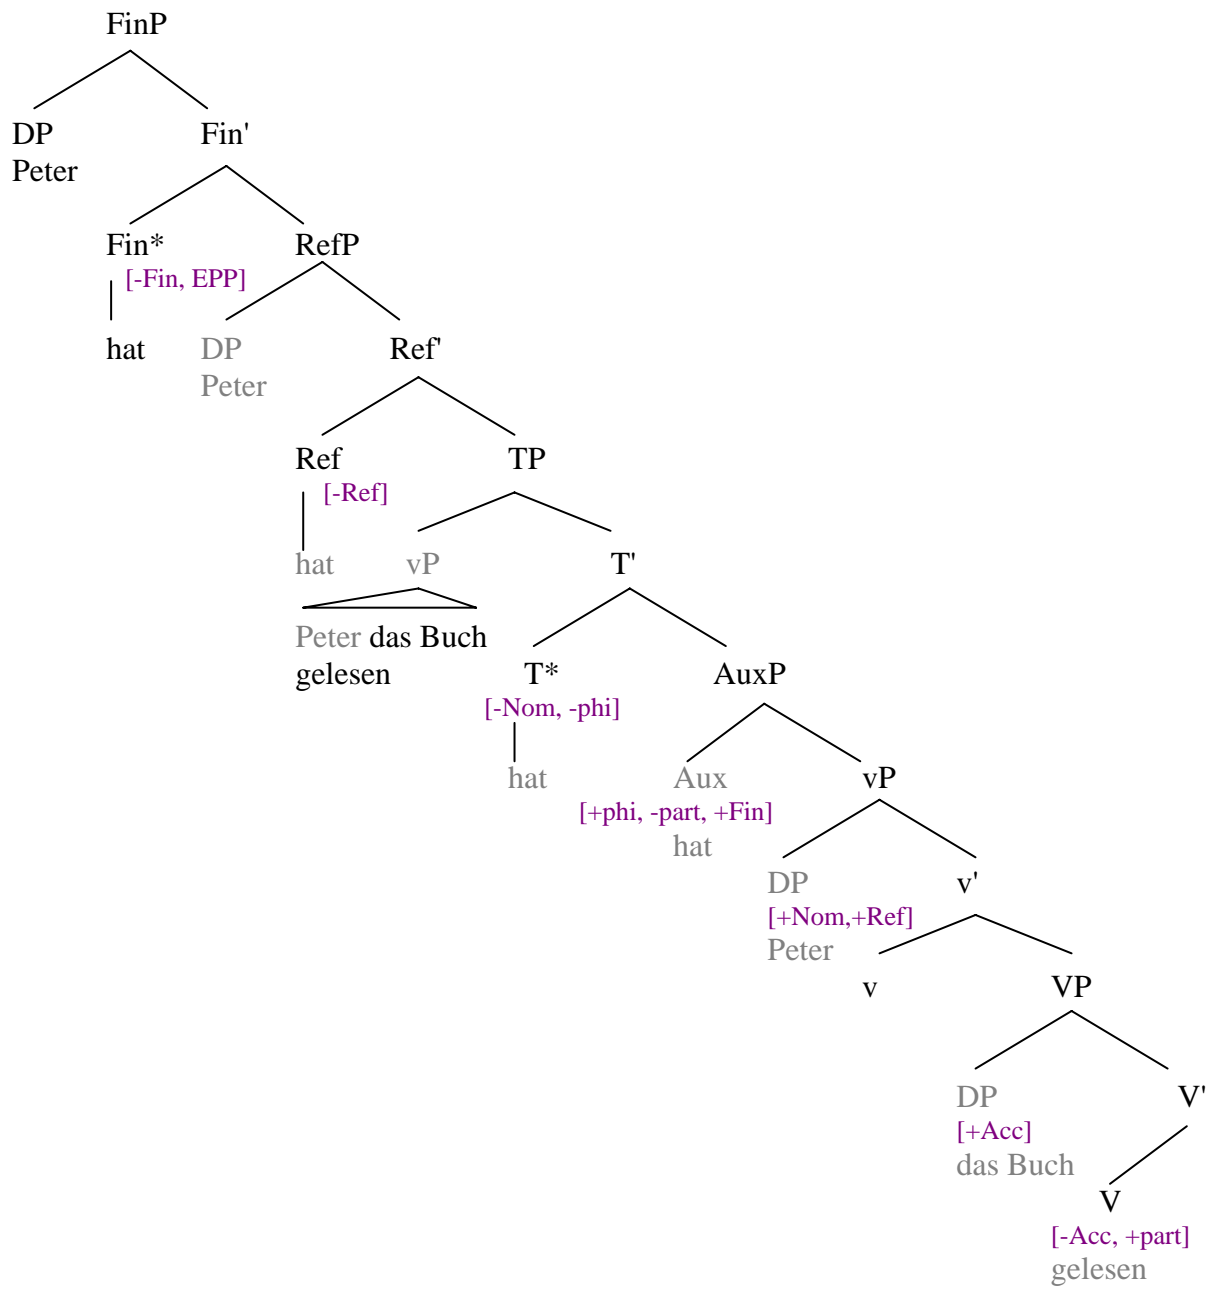 FinP
DP Fin'
Peter
Fin* RefP
[-Fin, EPP]
hat DP Ref'
Peter
Ref TP
[-Ref]
hat vP T'
Peter das Buch
gelesen T* AuxP
[-Nom, -phi]
hat Aux vP
[+phi, -part, +Fin]
hat
DP v'
[+Nom,+Ref]
Peter
v VP
DP V'
[+Acc]
das Buch
V
[-Acc, +part]
gelesen